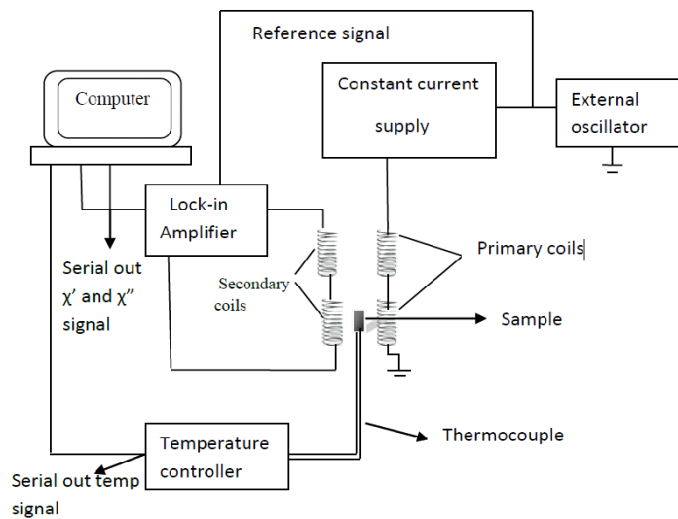 Reference signal
Computer
Constant current
supply
External
oscillator
Lock-in
Amplifier
Primary coils
Serial out
χ’ and χ”
signal
Secondary
coils
Sample
Temperature
controller
Thermocouple
Serial out temp
signal